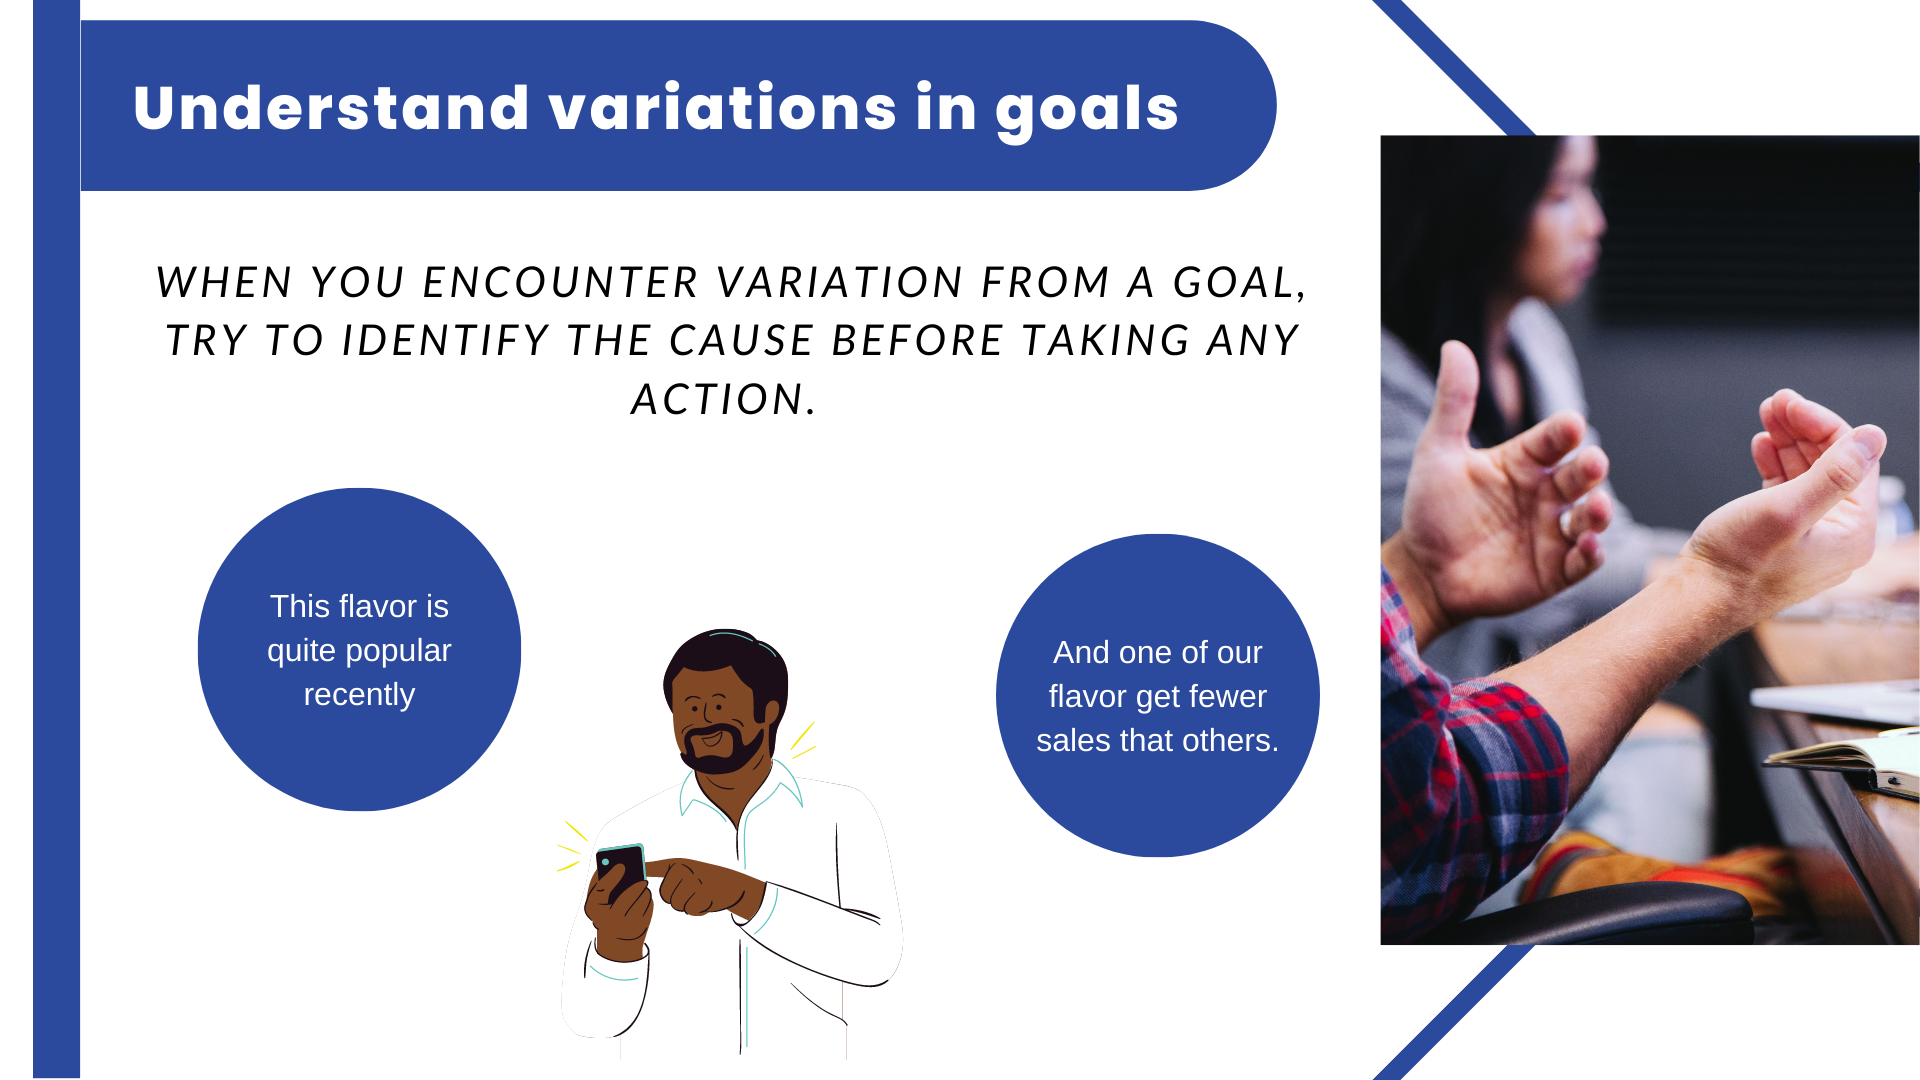 Understand variations in goals
WHEN YOU ENCOUNTER VARIATION FROM A GOAL,
TRY TO IDENTIFY THE CAUSE BEFORE TAKING ANY
ACTION.
This flavor is
quite popular
recently
And one of our
flavor get fewer
sales that others.